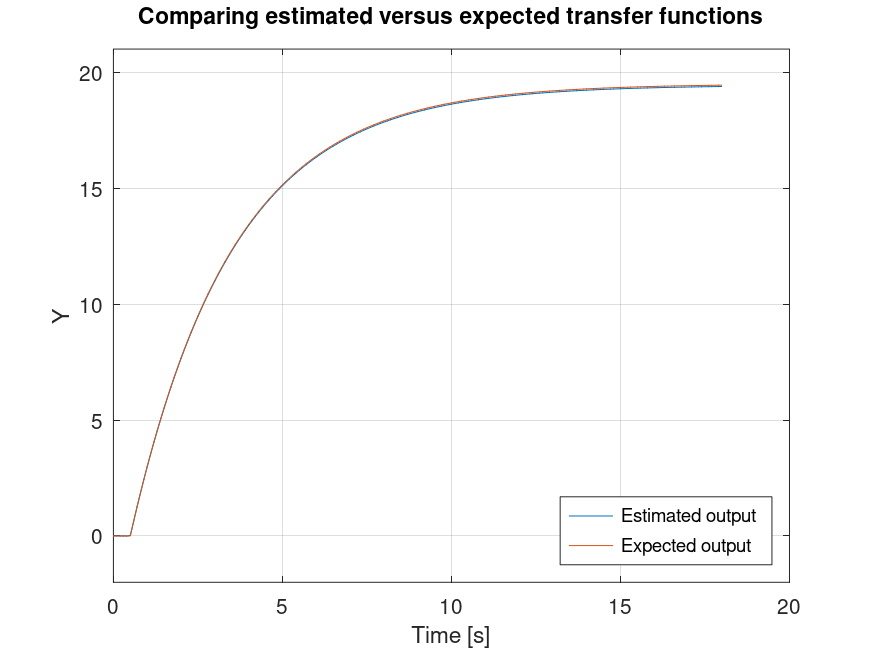 Comparing estimated versus expected transfer functions
20
15
10
5
0
Y
0 5 10 15 20
Time [s]
Estimated output
Expected output